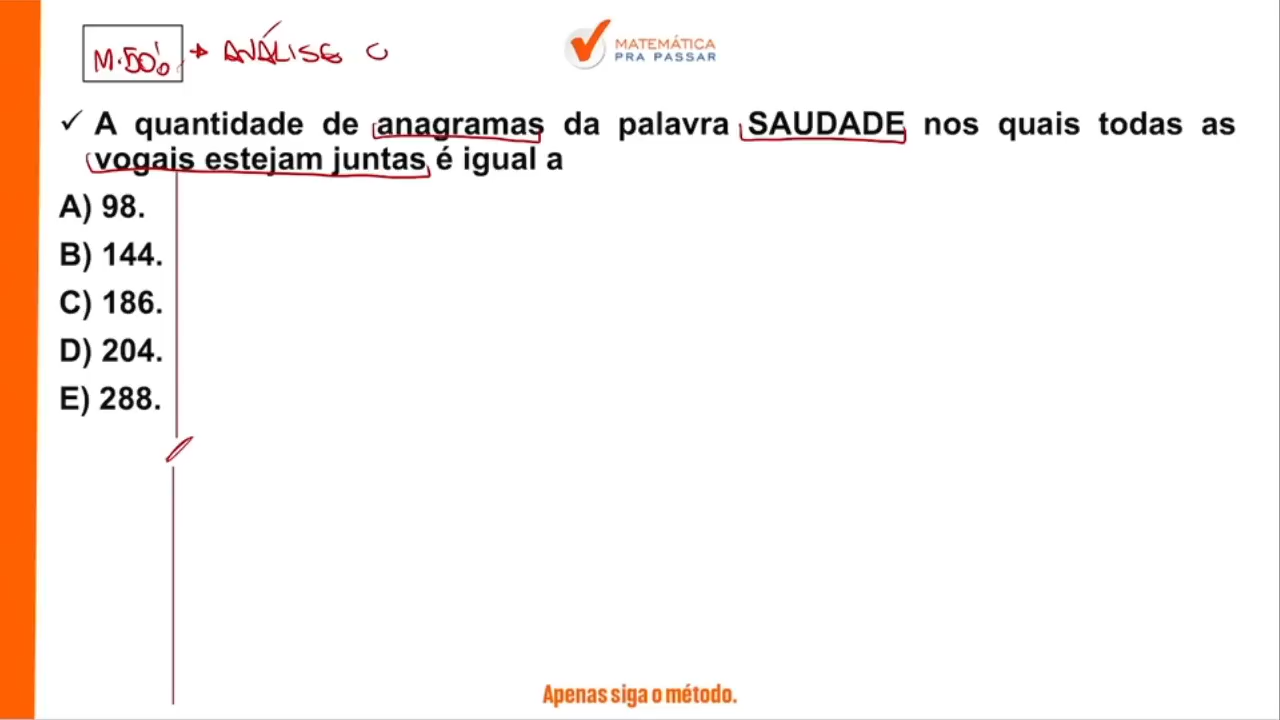 M.50% → ANÁLISE C
MATEMÁTICA
PRA PASSAR
✓ A quantidade de anagramas da palavra SAUDADE nos quais todas as
vogais estejam juntas é igual a
A) 98.
B) 144.
C) 186.
D) 204.
E) 288.
Apenas siga o método.